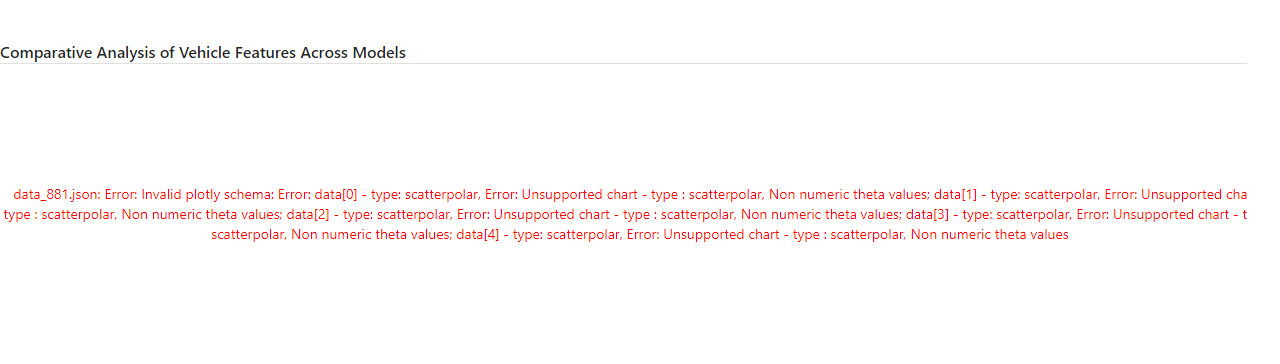 Comparative Analysis of Vehicle Features Across Models
data_881.json: Error: Invalid plotly schema: Error: data[0] - type: scatterpolar, Error: Unsupported chart - type : scatterpolar, Non numeric theta values; data[1] - type: scatterpolar, Error: Unsupported cha
type : scatterpolar, Non numeric theta values; data[2] - type: scatterpolar, Error: Unsupported chart - type : scatterpolar, Non numeric theta values; data[3] - type: scatterpolar, Error: Unsupported chart - t
scatterpolar, Non numeric theta values; data[4] - type: scatterpolar, Error: Unsupported chart - type : scatterpolar, Non numeric theta values